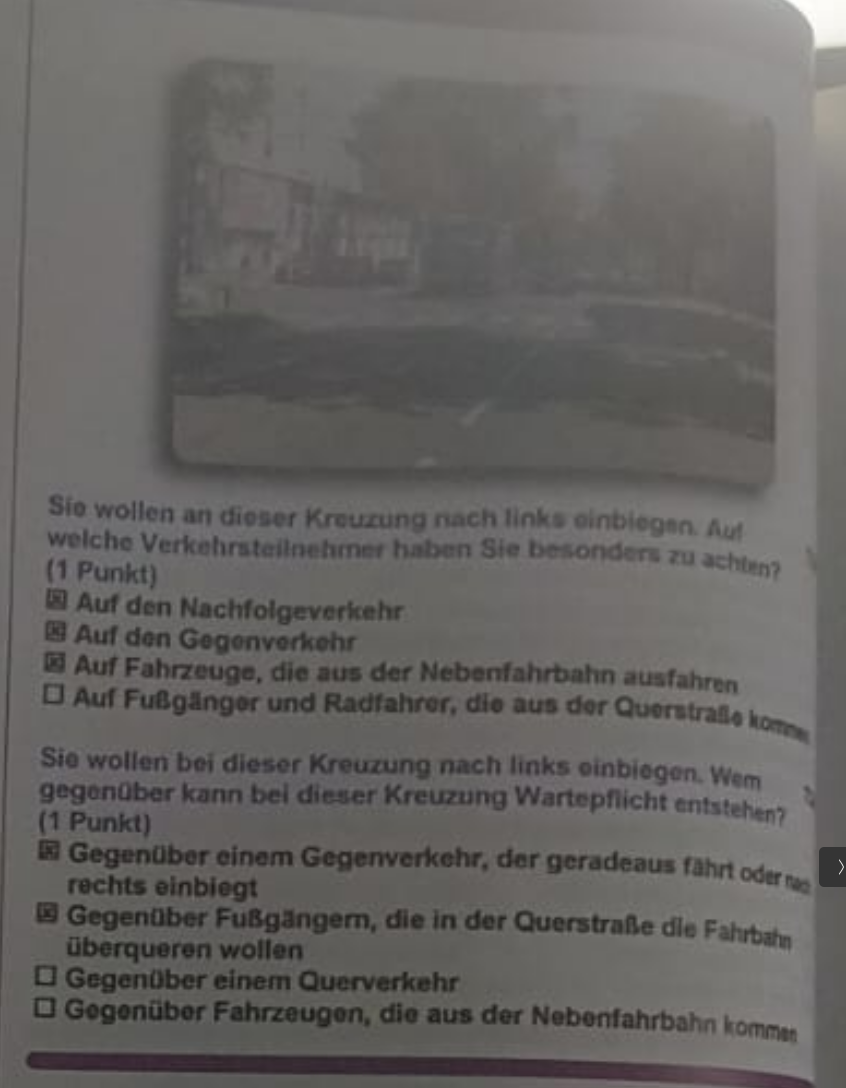 Sie wollen an dieser Kreuzung nach links einbiegen. Auf
welche Verkehrsteilnehmer haben Sie besonders zu achten?
(1 Punkt)
☒ Auf den Nachfolgeverkehr
☒ Auf den Gegenverkehr
☒ Auf Fahrzeuge, die aus der Nebenfahrbahn ausfahren
☐ Auf Fußgänger und Radfahrer, die aus der Querstraße kommen
Sie wollen bei dieser Kreuzung nach links einbiegen. Wem
gegenüber kann bei dieser Kreuzung Wartepflicht entstehen?
(1 Punkt)
☒ Gegenüber einem Gegenverkehr, der geradeaus fährt oder nach
rechts einbiegt
☒ Gegenüber Fußgängern, die in der Querstraße die Fahrbahn
überqueren wollen
☐ Gegenüber einem Querverkehr
☐ Gegenüber Fahrzeugen, die aus der Nebenfahrbahn kommen